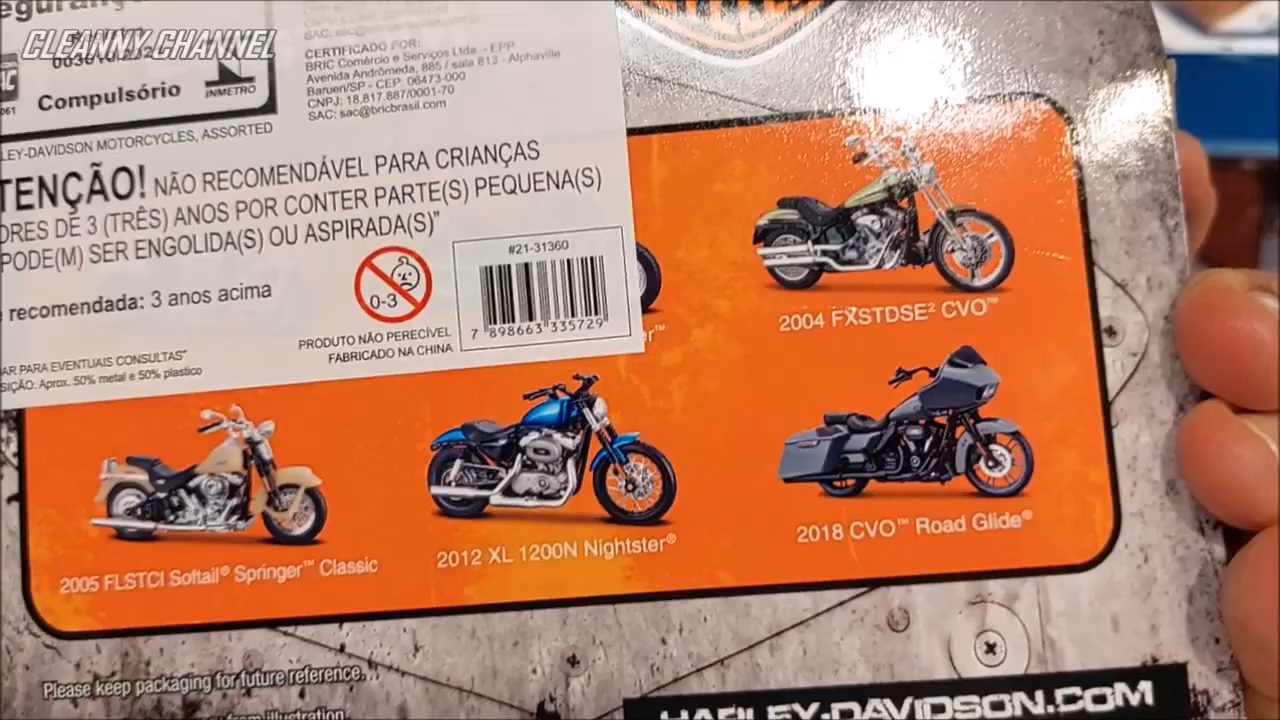 CLEANNY CHANNEL
Compulsório
INMETRO
CERTIFICADO POR:
BRIC Comércio e Serviços Ltda. - EPP
Avenida Andrômeda, 885 / sala 813 - Alphaville
Barueri/SP - CEP: 06473-000
CNPJ: 18.817.887/0001-70
SAC: sac@bricbrasil.com
LEY-DAVIDSON MOTORCYCLES, ASSORTED
TENÇÃO! NÃO RECOMENDÁVEL PARA CRIANÇAS
ORES DE 3 (TRÊS) ANOS POR CONTER PARTE(S) PEQUENA(S)
PODE(M) SER ENGOLIDA(S) OU ASPIRADA(S)"
recomendada: 3 anos acima
0-3
#21-31360
7 898663 335729
PRODUTO NÃO PERECÍVEL
FABRICADO NA CHINA
AR PARA EVENTUAIS CONSULTAS"
SIÇÃO: Aprox. 50% metal e 50% plastico
2004 FXSTDSE² CVO™
2005 FLSTCI Softail® Springer™ Classic
2012 XL 1200N Nightster®
2018 CVO™ Road Glide®
Please keep packaging for future reference.
from illustration.
HARLEY-DAVIDSON.COM